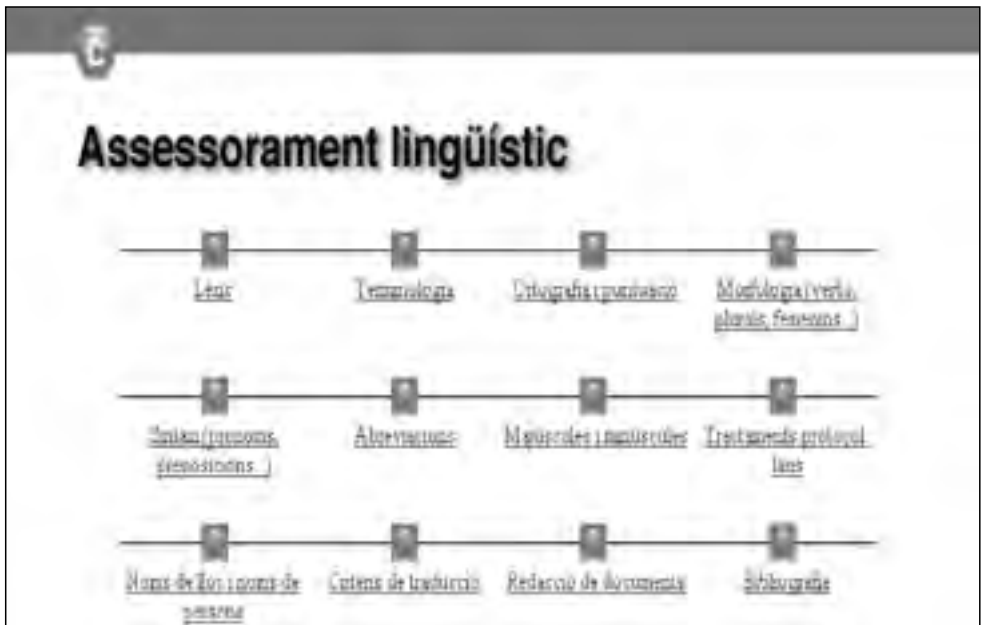 Assessorament lingüístic
Lèxic
Terminologia
Ortografia i puntuació
Morfologia (verbs,
plurals, femenins...)
Sintaxi (pronoms,
preposicions...)
Abreviacions
Majúscules i minúscules
Tractaments protocol
laris
Noms de lloc i noms de
persona
Criteris de traducció
Redacció de documents
Bibliografia